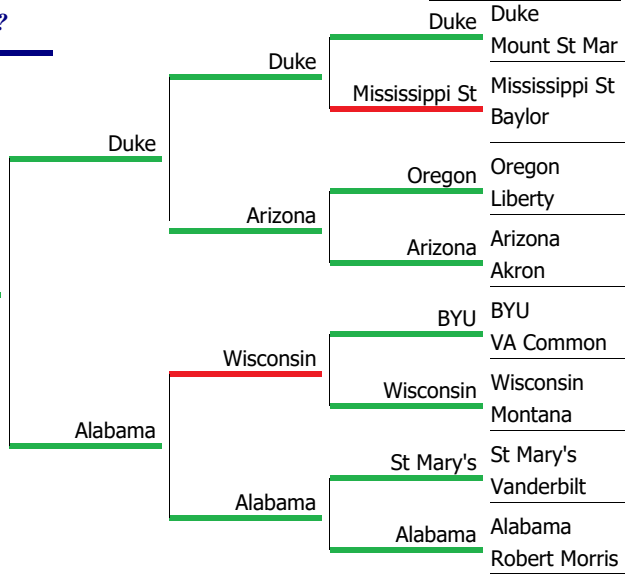 ?
Duke
Duke
Mount St Mar
Duke
Mississippi St
Mississippi St
Baylor
Duke
Oregon
Oregon
Liberty
Arizona
Arizona
Arizona
Akron
BYU
BYU
VA Common
Wisconsin
Wisconsin
Wisconsin
Montana
Alabama
St Mary's
St Mary's
Vanderbilt
Alabama
Alabama
Alabama
Robert Morris